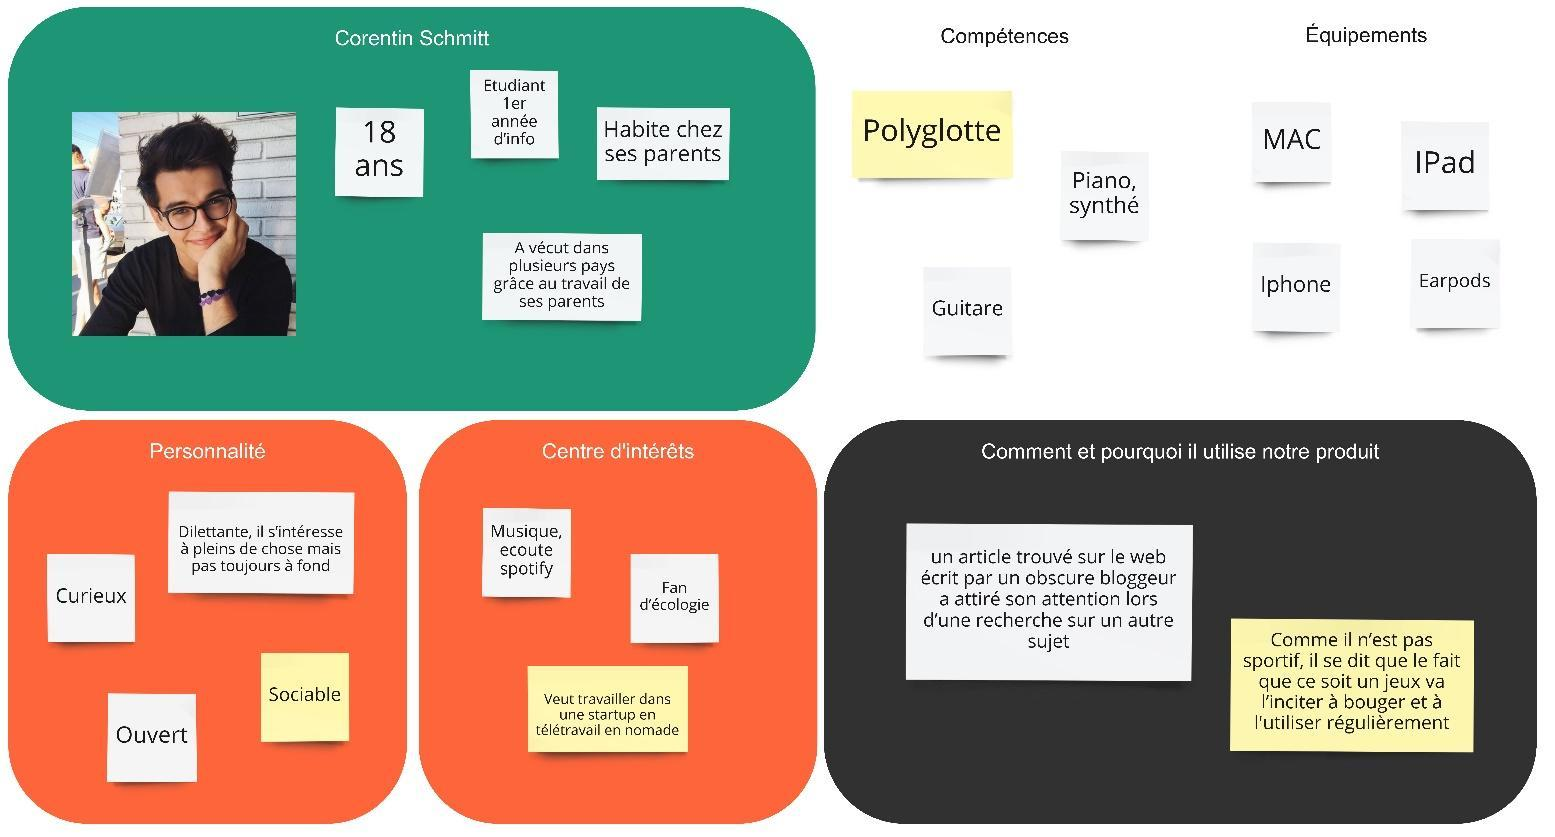 Corentin Schmitt
18
ans
Etudiant
1er
année
d'info
Habite chez
ses parents
A vécut dans
plusieurs pays
grâce au travail de
ses parents
Compétences
Polyglotte
Piano,
synthé
Guitare
Équipements
MAC
IPad
Iphone
Earpods
Personnalité
Dilettante, il s'intéresse
à pleins de chose mais
pas toujours à fond
Curieux
Sociable
Ouvert
Centre d'intérêts
Musique,
ecoute
spotify
Fan
d'écologie
Veut travailler dans
une startup en
télétravail en nomade
Comment et pourquoi il utilise notre produit
un article trouvé sur le web
écrit par un obscure bloggeur
a attiré son attention lors
d'une recherche sur un autre
sujet
Comme il n'est pas
sportif, il se dit que le fait
que ce soit un jeux va
l'inciter à bouger et à
l'utiliser régulièrement